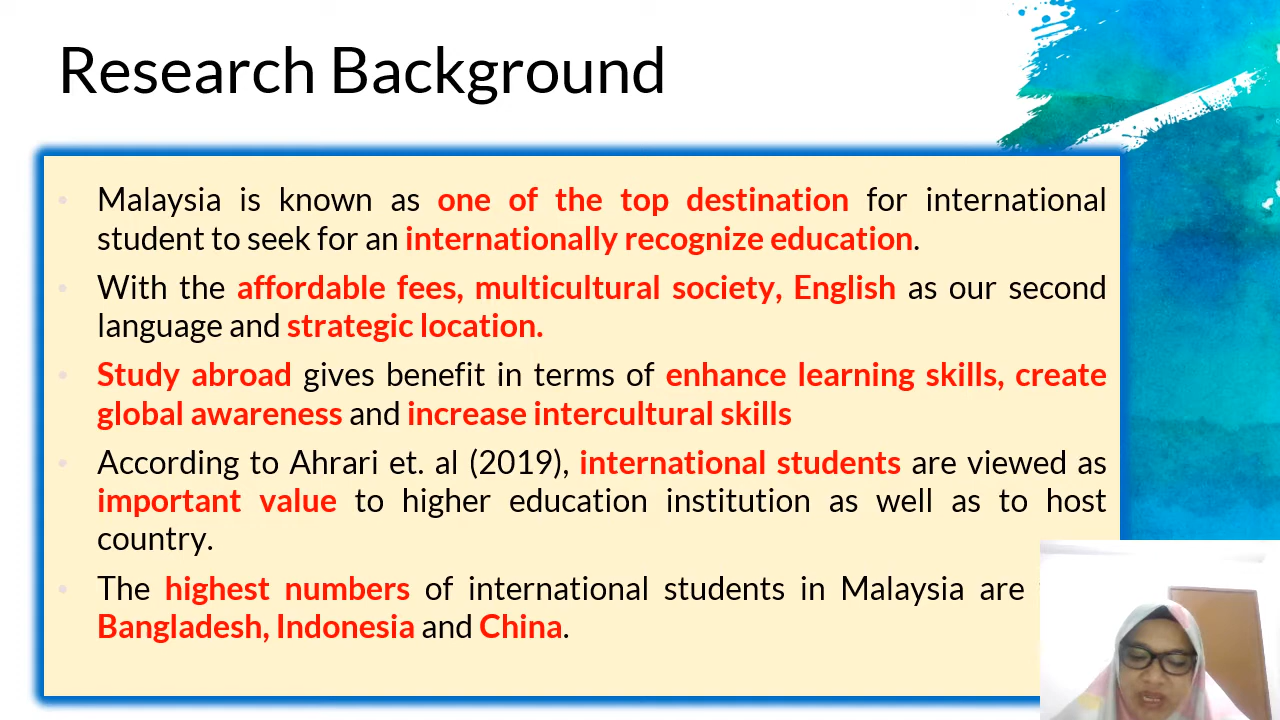 Research Background
Malaysia is known as one of the top destination for international
student to seek for an internationally recognize education.
With the affordable fees, multicultural society, English as our second
language and strategic location.
Study abroad gives benefit in terms of enhance learning skills, create
global awareness and increase intercultural skills
According to Ahrari et. al (2019), international students are viewed as
important value to higher education institution as well as to host
country.
The highest numbers of international students in Malaysia are
Bangladesh, Indonesia and China.